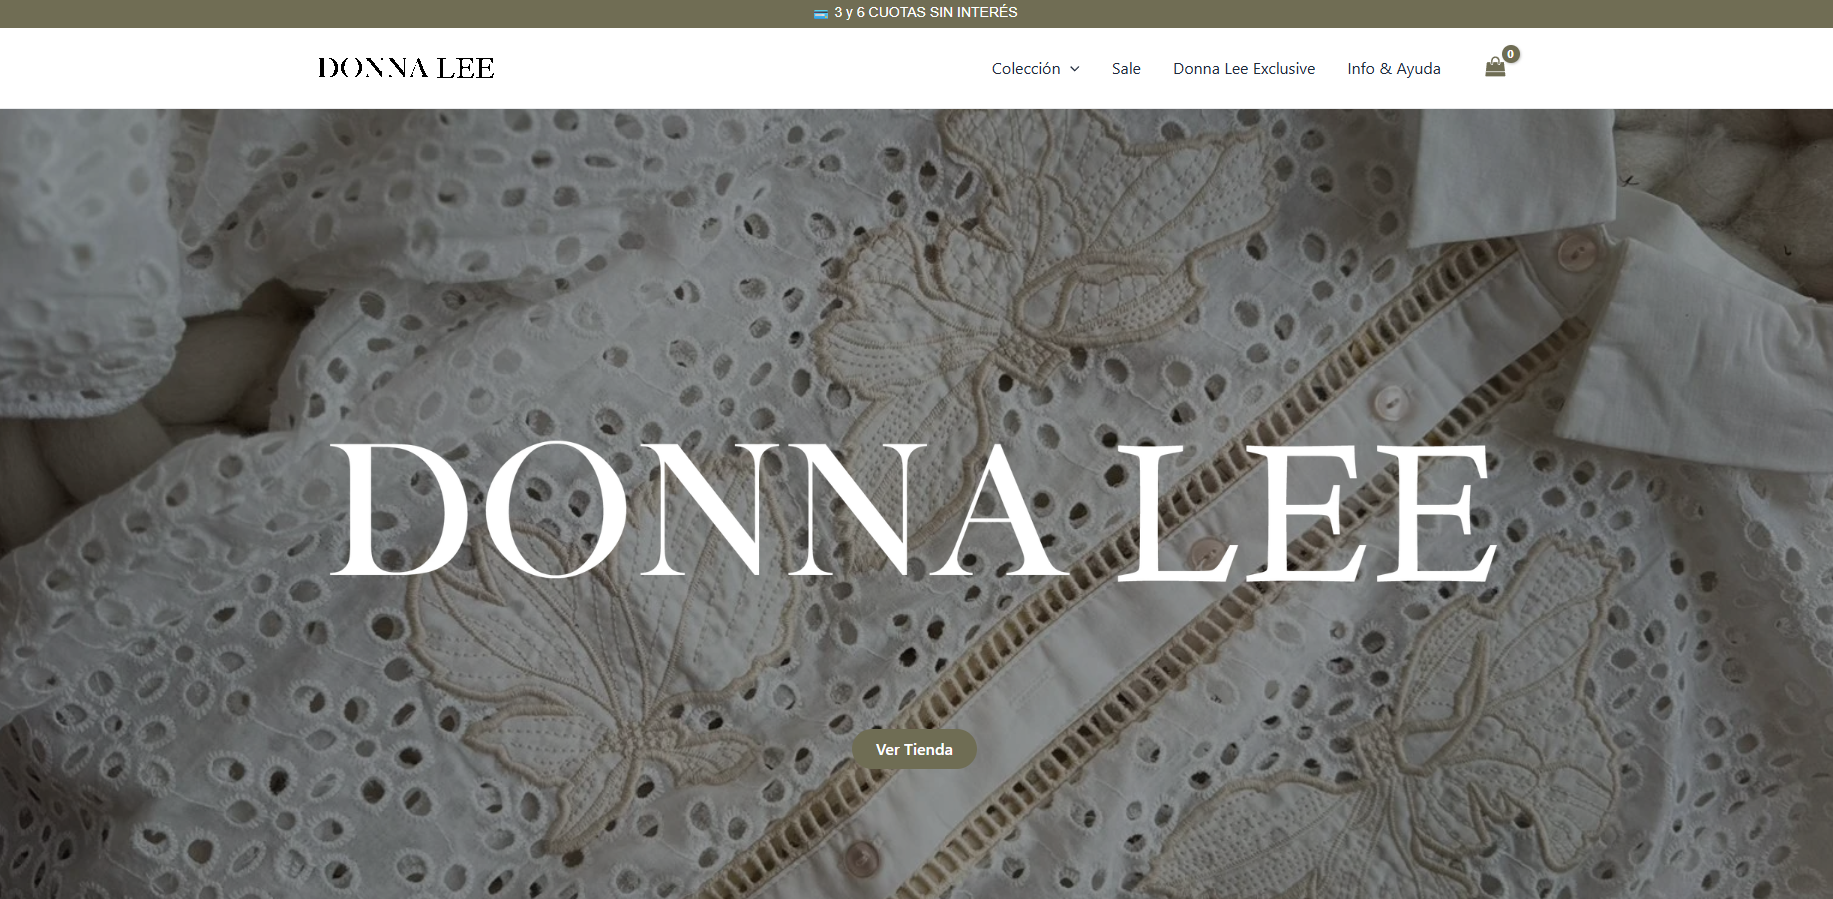 3 y 6 CUOTAS SIN INTERÉS
DONNA LEE
Colección
Sale
Donna Lee Exclusive
Info & Ayuda
0
DONNA LEE
Ver Tienda